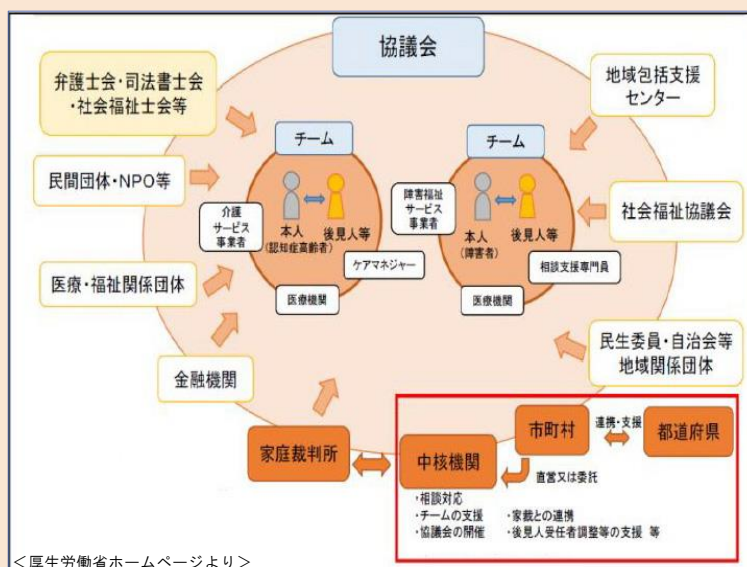 協議会
弁護士会・司法書士会
・社会福祉士会等
地域包括支援
センター
チーム
チーム
民間団体・NPO等
介護
サービス
事業者
本人
(認知症高齢者)
後見人等
ケアマネジャー
医療機関
障害福祉
サービス
事業者
本人
(障害者)
後見人等
相談支援専門員
医療機関
社会福祉協議会
医療・福祉関係団体
金融機関
民生委員・自治会等
地域関係団体
家庭裁判所
中核機関
市町村
連携・支援
都道府県
直営又は委託
・相談対応
・チームの支援 ・家裁との連携
・協議会の開催 ・後見人受任者調整等の支援 等
＜厚生労働省ホームページより＞